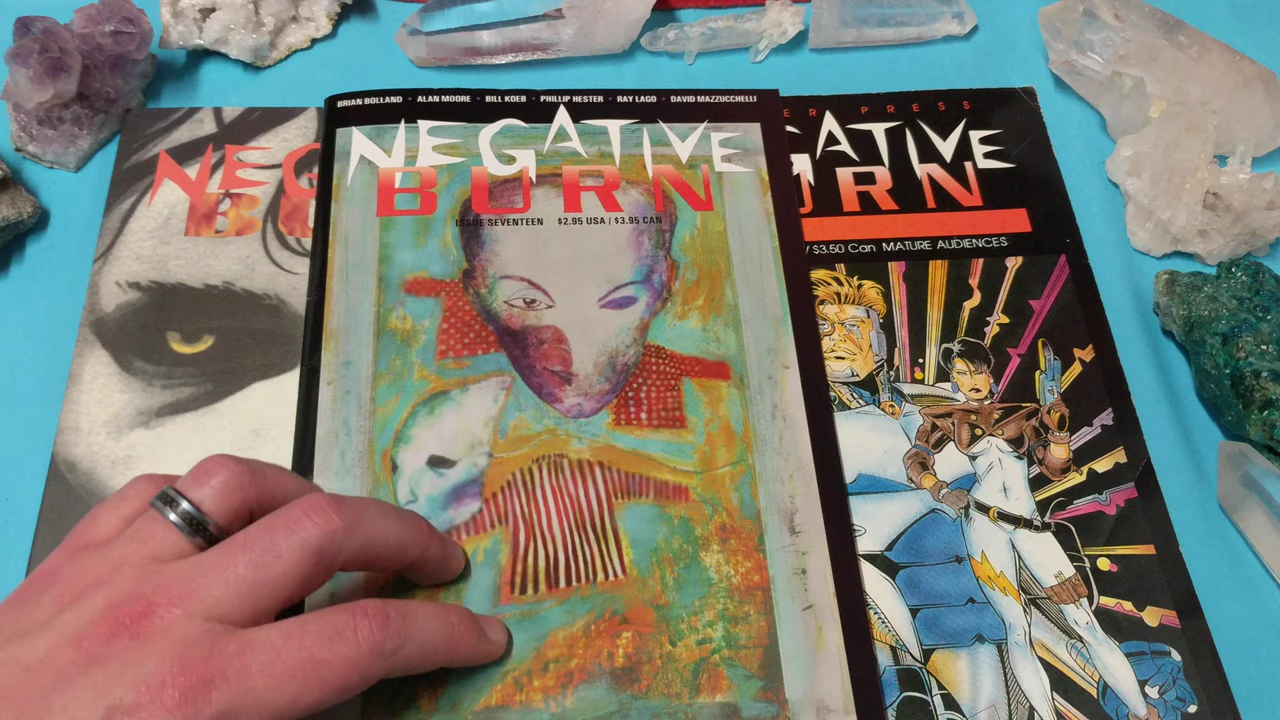 BRIAN BOLLAND • ALAN MOORE • BILL KOEB • PHILLIP HESTER • RAY LAGO • DAVID MAZZUCCHELLI
NEGATIVE
BURN
ISSUE SEVENTEEN $2.95 USA / $3.95 CAN
NEG
BU
ER PRESS
GATIVE
URN
/ $3.50 Can MATURE AUDIENCES